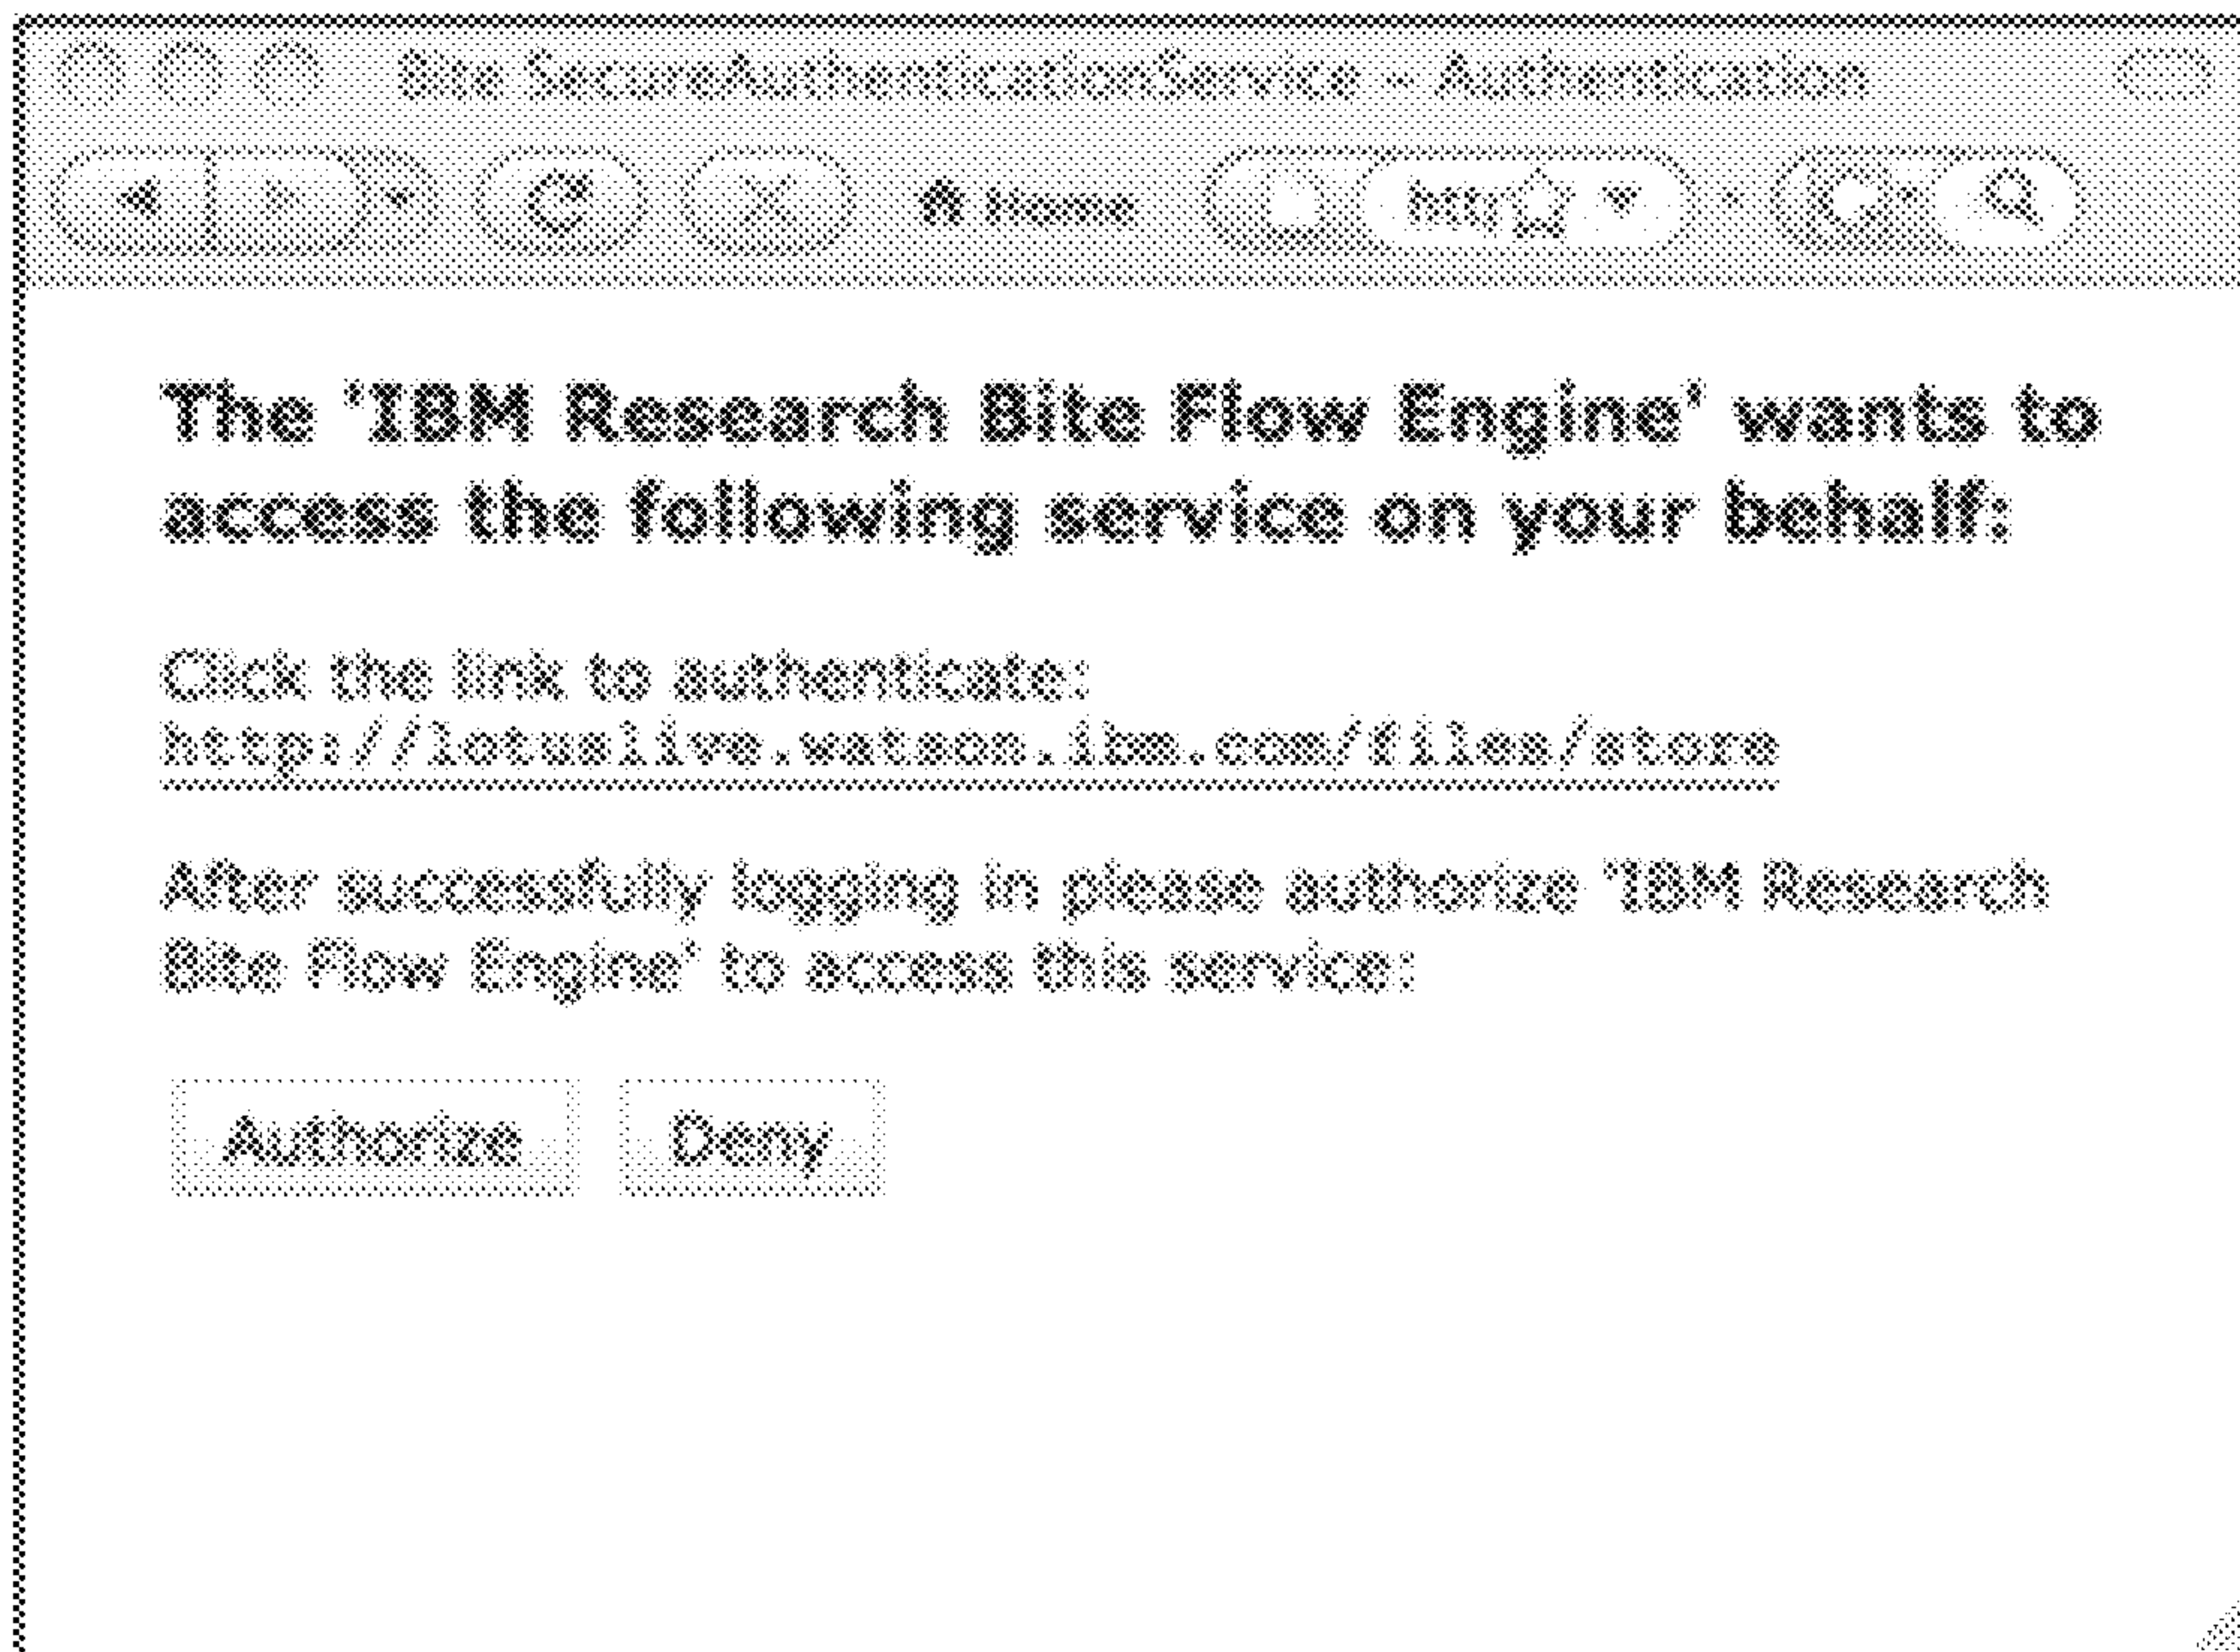 Bite SecureAuthenticationService – Authentication
Home
The 'IBM Research Bite Flow Engine' wants to
access the following service on your behalf:
Click the link to authenticate:
http://lotuslive.watson.ibm.com/files/store
After successfully logging in please authorize 'IBM Research
Bite Flow Engine' to access this service:
Authorize Deny